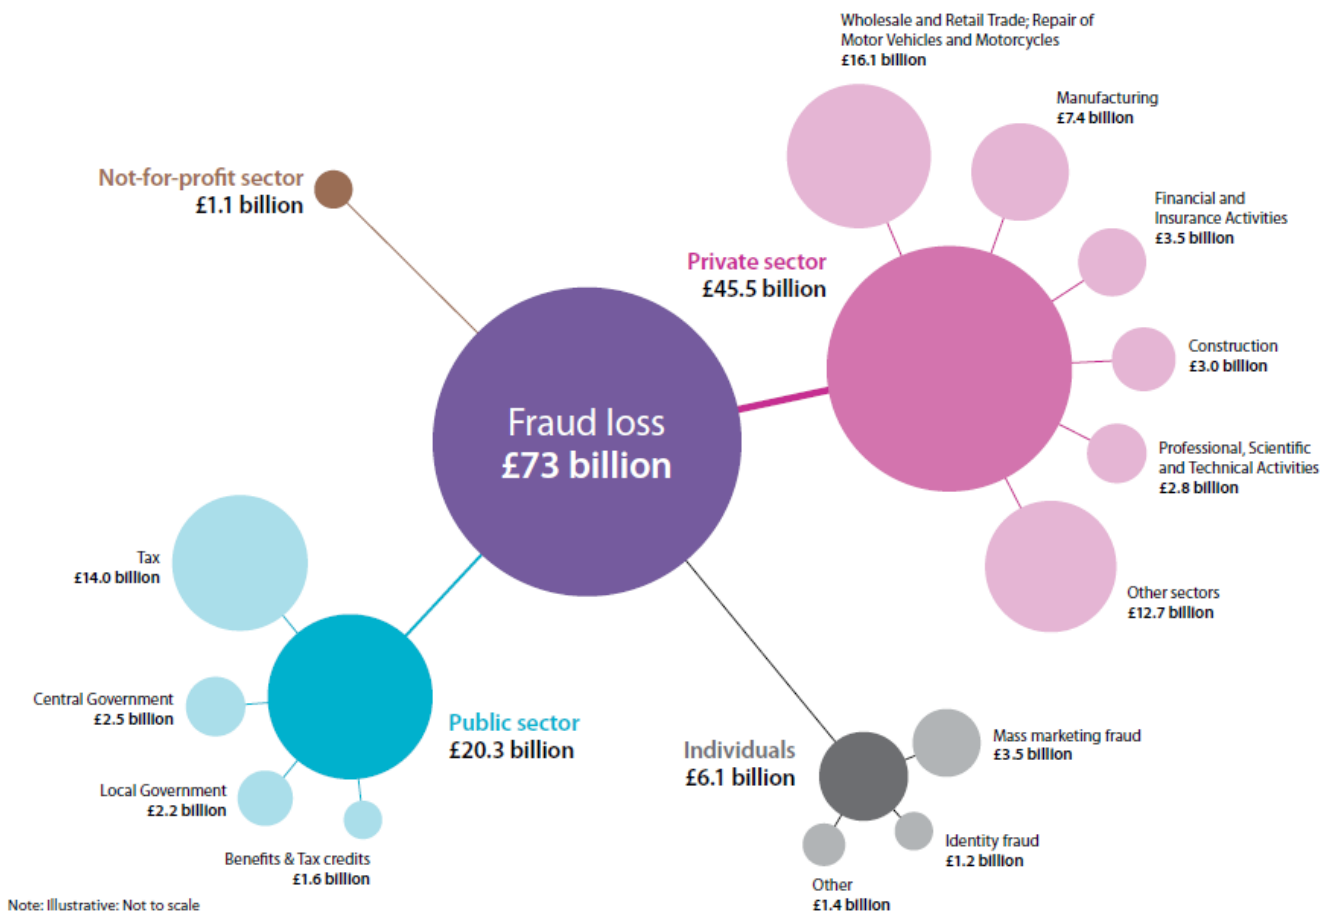 Wholesale and Retail Trade; Repair of
Motor Vehicles and Motorcycles
£16.1 billion
Manufacturing
£7.4 billion
Not-for-profit sector
£1.1 billion
Financial and
Insurance Activities
£3.5 billion
Private sector
£45.5 billion
Construction
£3.0 billion
Fraud loss
£73 billion
Professional, Scientific
and Technical Activities
£2.8 billion
Other sectors
£12.7 billion
Tax
£14.0 billion
Central Government
£2.5 billion
Public sector
£20.3 billion
Local Government
£2.2 billion
Benefits & Tax credits
£1.6 billion
Individuals
£6.1 billion
Mass marketing fraud
£3.5 billion
Identity fraud
£1.2 billion
Other
£1.4 billion
Note: Illustrative: Not to scale